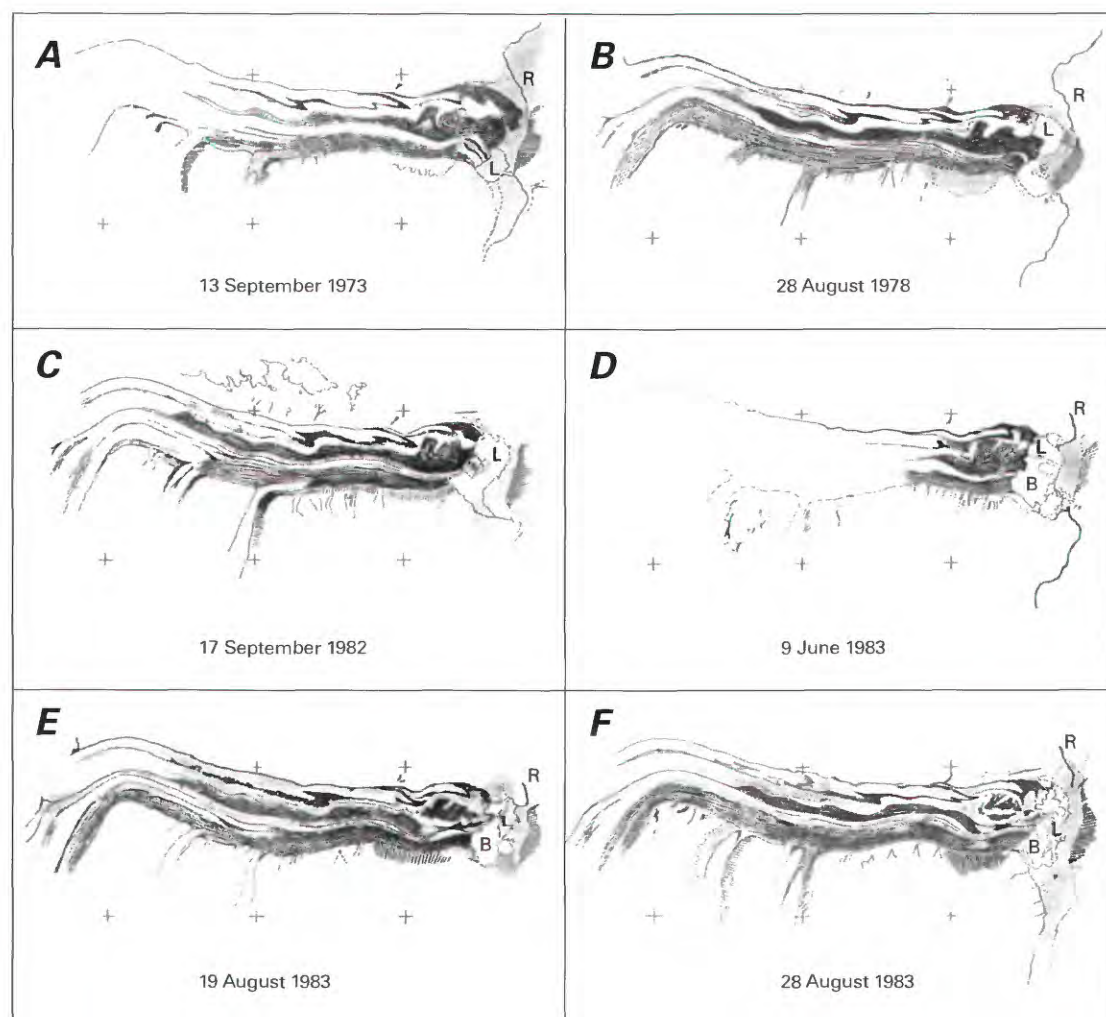 A
R
L
13 September 1973
B
R
L
28 August 1978
C
L
17 September 1982
D
R
L
B
9 June 1983
E
R
L
B
19 August 1983
F
R
L
B
28 August 1983